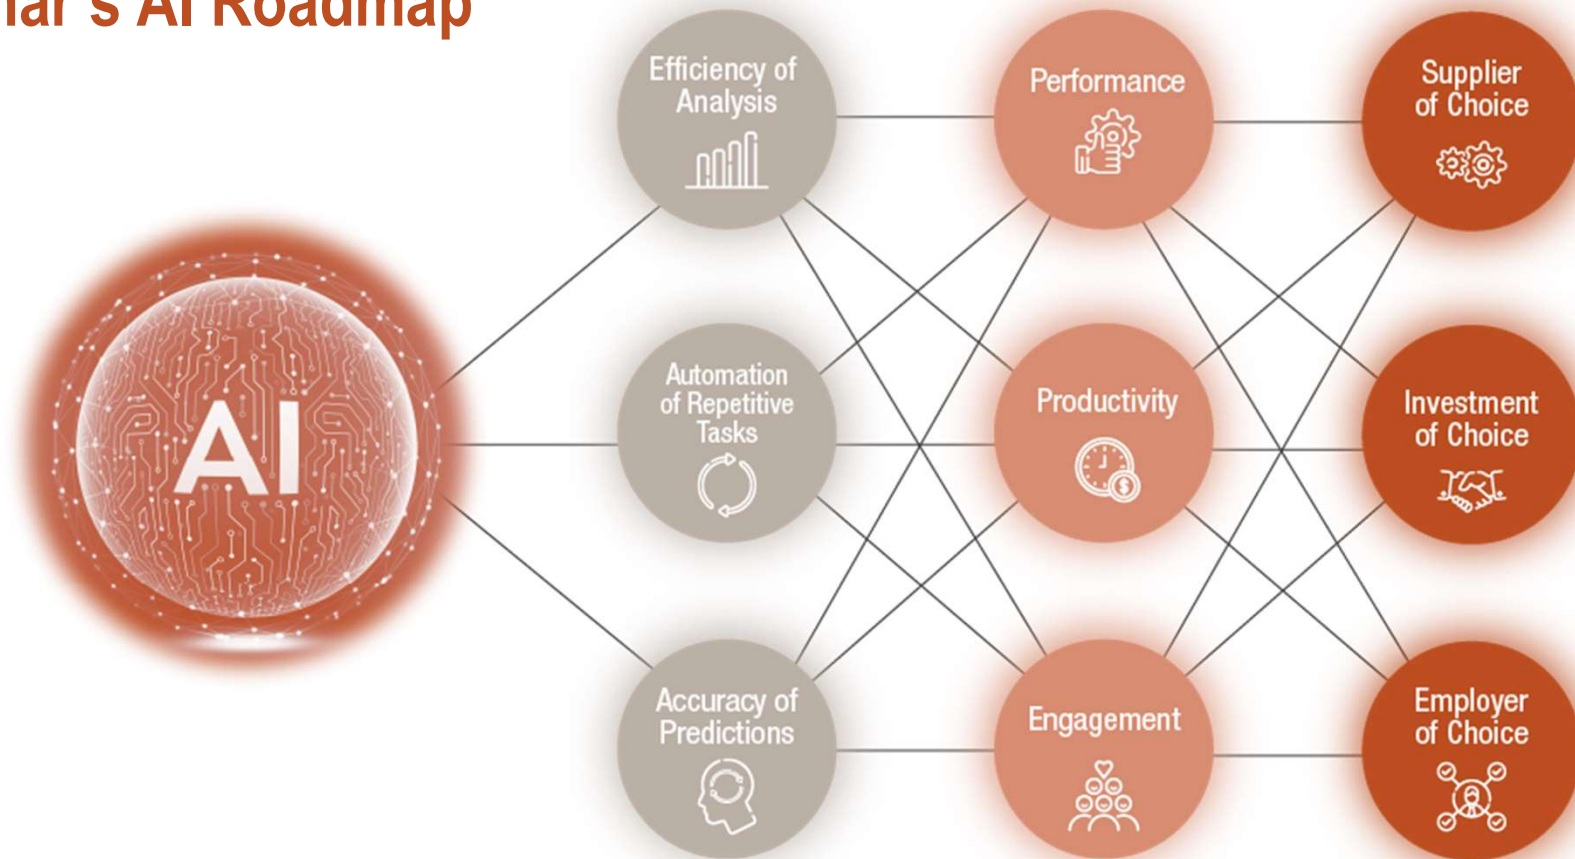 's AI Roadmap
Efficiency of
Analysis
Performance
Supplier
of Choice
AI
Automation
of Repetitive
Tasks
Productivity
$
Investment
of Choice
Accuracy of
Predictions
Engagement
Employer
of Choice